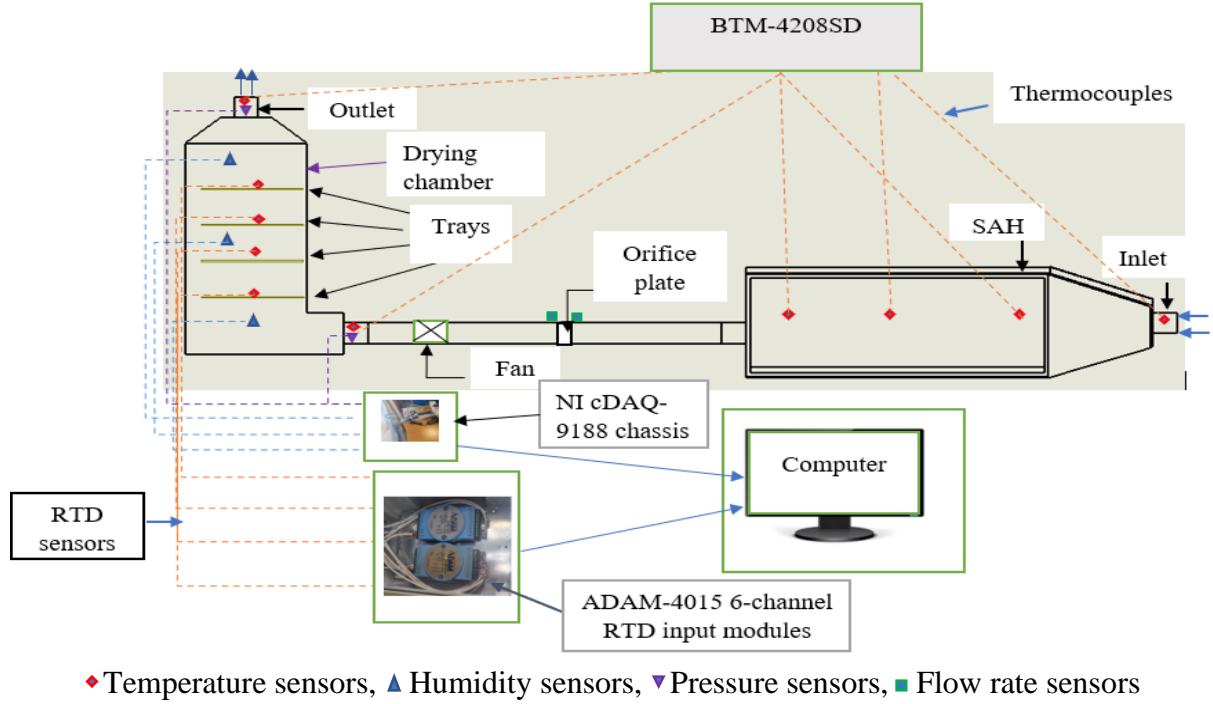 BTM-4208SD
Thermocouples
Outlet
Drying
chamber
Trays
Orifice
plate
SAH
Inlet
Fan
NI cDAQ-
9188 chassis
Computer
RTD
sensors
ADAM-4015 6-channel
RTD input modules
Temperature sensors, Humidity sensors, Pressure sensors, Flow rate sensors